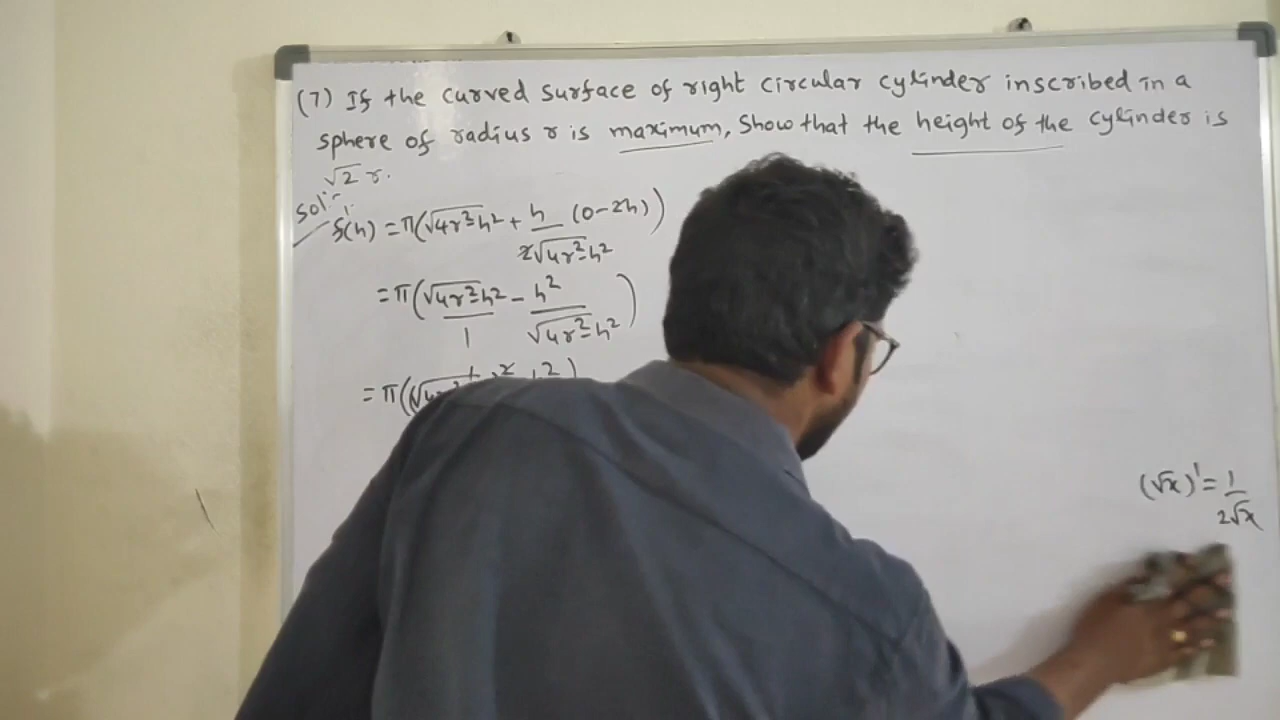 (7) If the curved surface of right circular cylinder inscribed in a
sphere of radius r is maximum, Show that the height of the cylinder is
√2 r.
Sol:-
f'(h) = π(√4r²-h² + h/2√4r²-h² (0-2h))
= π(√4r²-h²/1 - h²/√4r²-h²)
= π((√4r²
(√x)' = 1/2√x